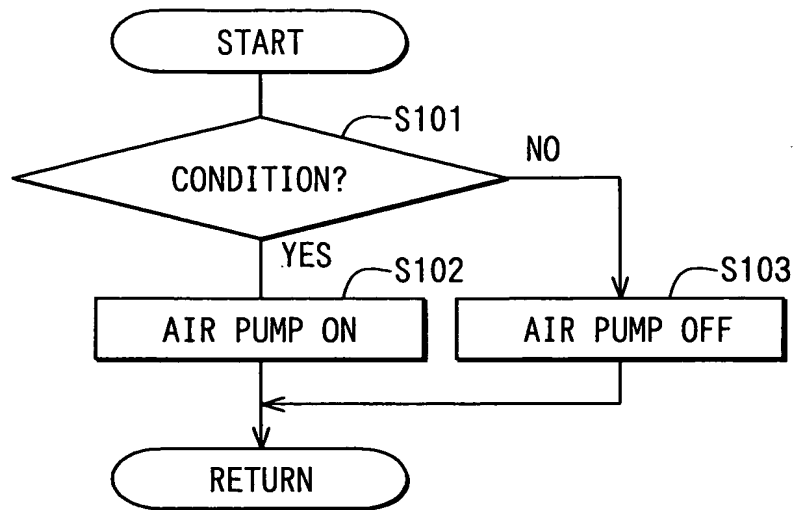 START
S101
CONDITION?
NO
YES
S102
S103
AIR PUMP ON
AIR PUMP OFF
RETURN